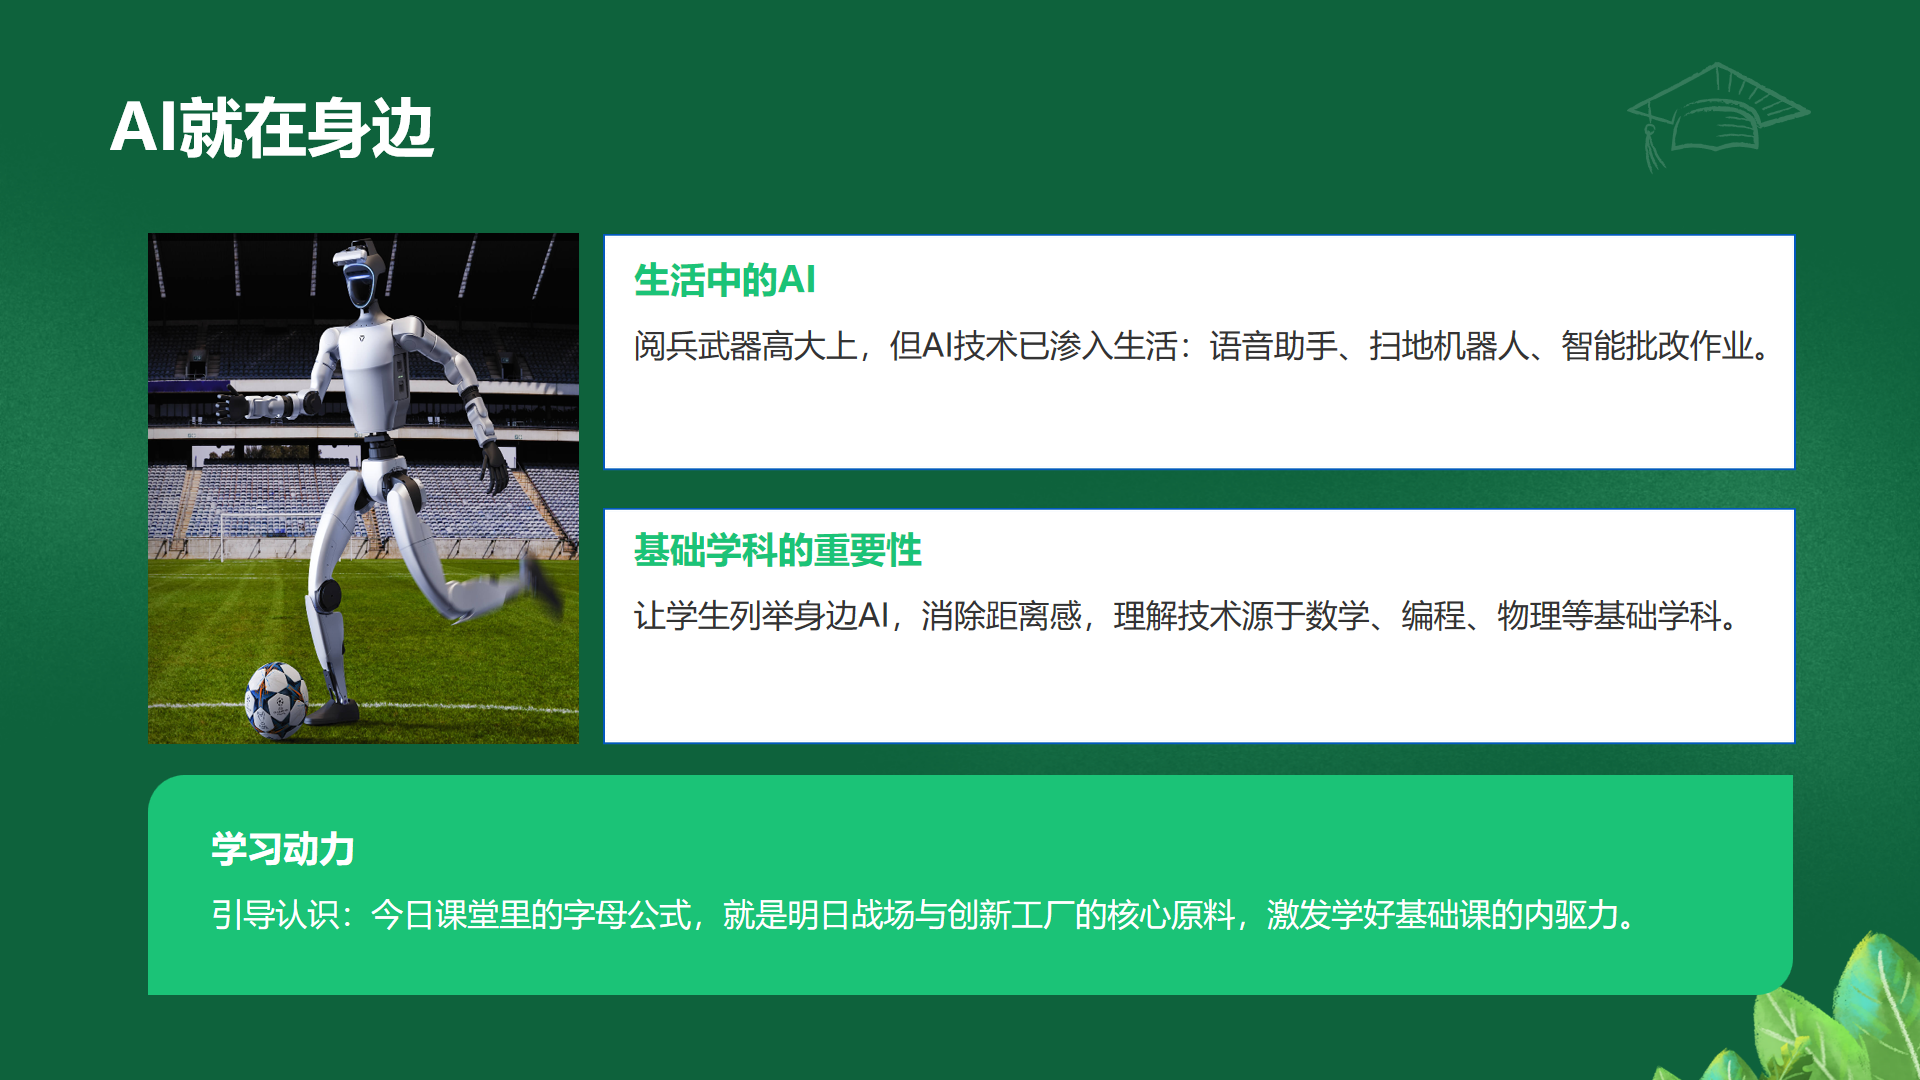 AI就在身边
生活中的AI
阅兵武器高大上，但AI技术已渗入生活：语音助手、扫地机器人、智能批改作业。
基础学科的重要性
让学生列举身边AI，消除距离感，理解技术源于数学、编程、物理等基础学科。
学习动力
引导认识：今日课堂里的字母公式，就是明日战场与创新工厂的核心原料，激发学好基础课的内驱力。